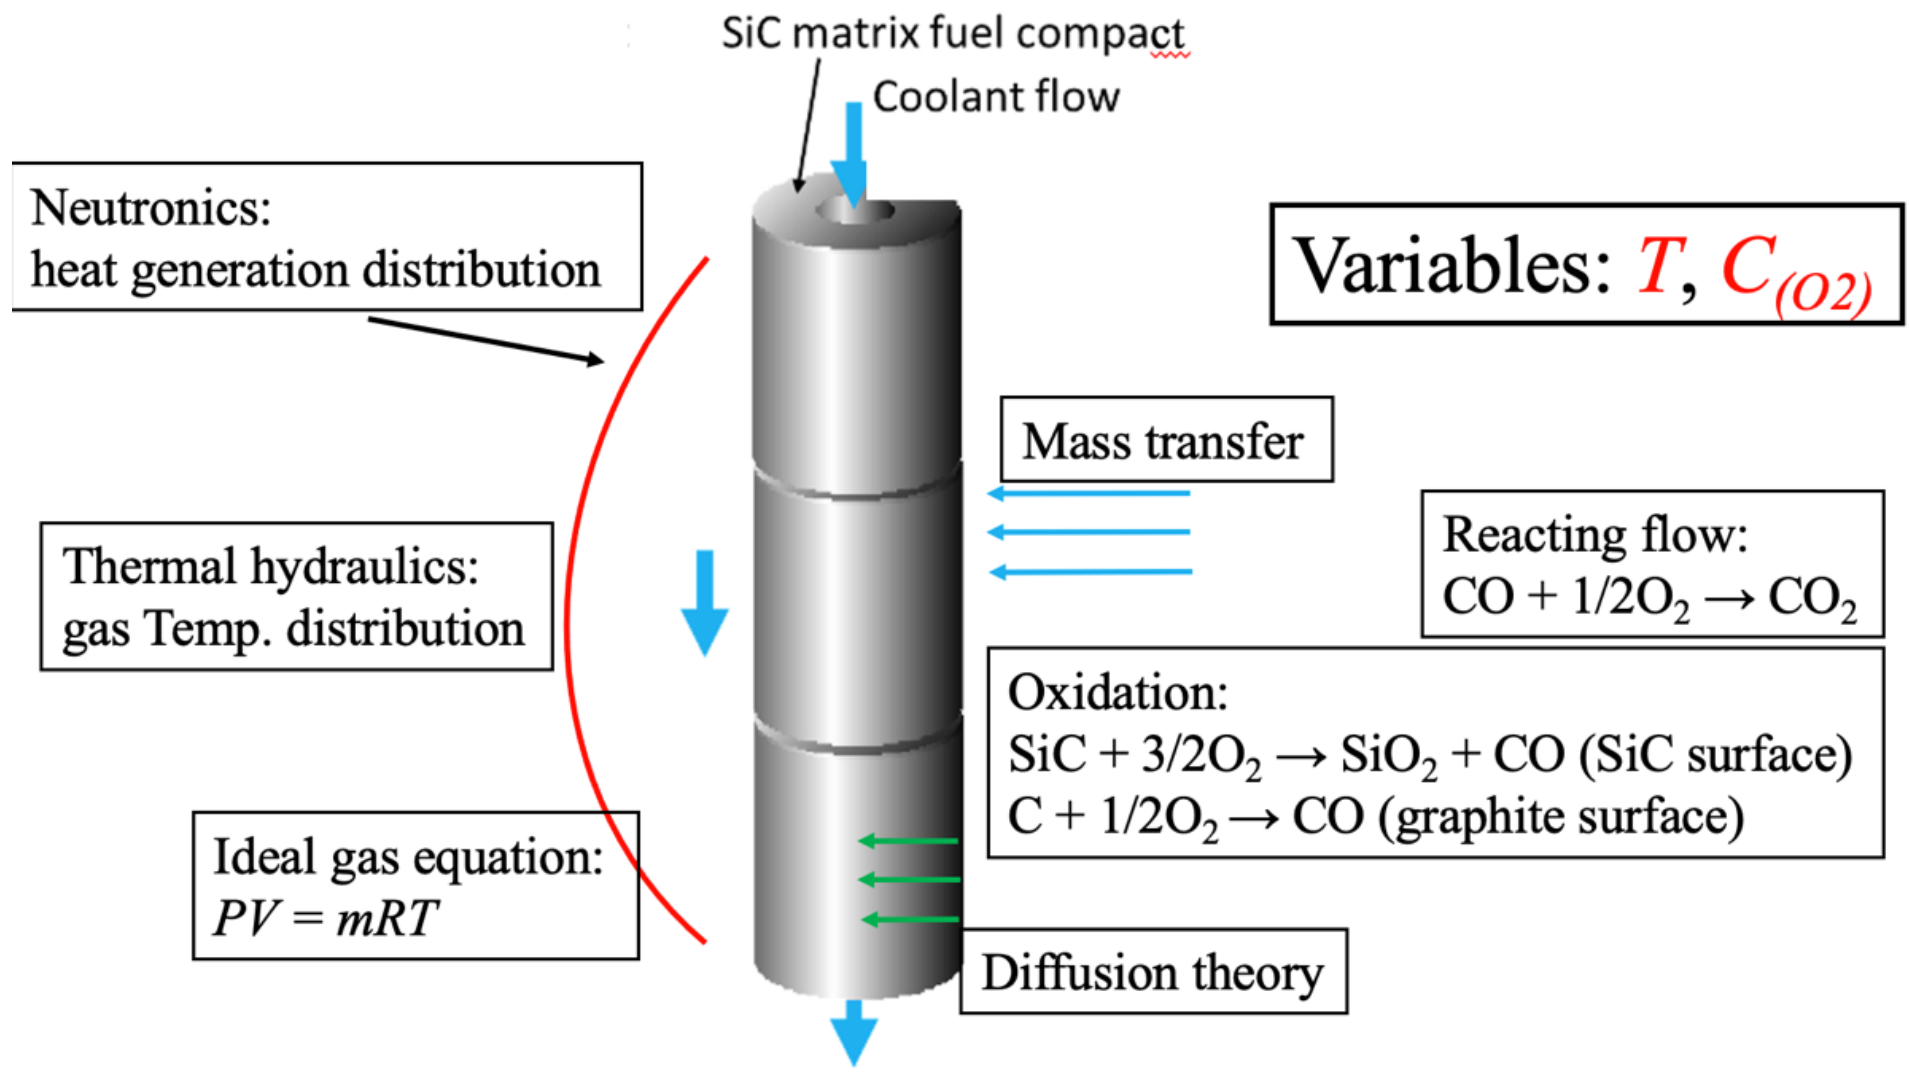 SiC matrix fuel compact
Coolant flow
Neutronics:
heat generation distribution
Variables: T, C(O2)
Mass transfer
Reacting flow:
CO + 1/2O₂ → CO₂
Thermal hydraulics:
gas Temp. distribution
Oxidation:
SiC + 3/2O₂ → SiO₂ + CO (SiC surface)
C + 1/2O₂ → CO (graphite surface)
Ideal gas equation:
PV = mRT
Diffusion theory